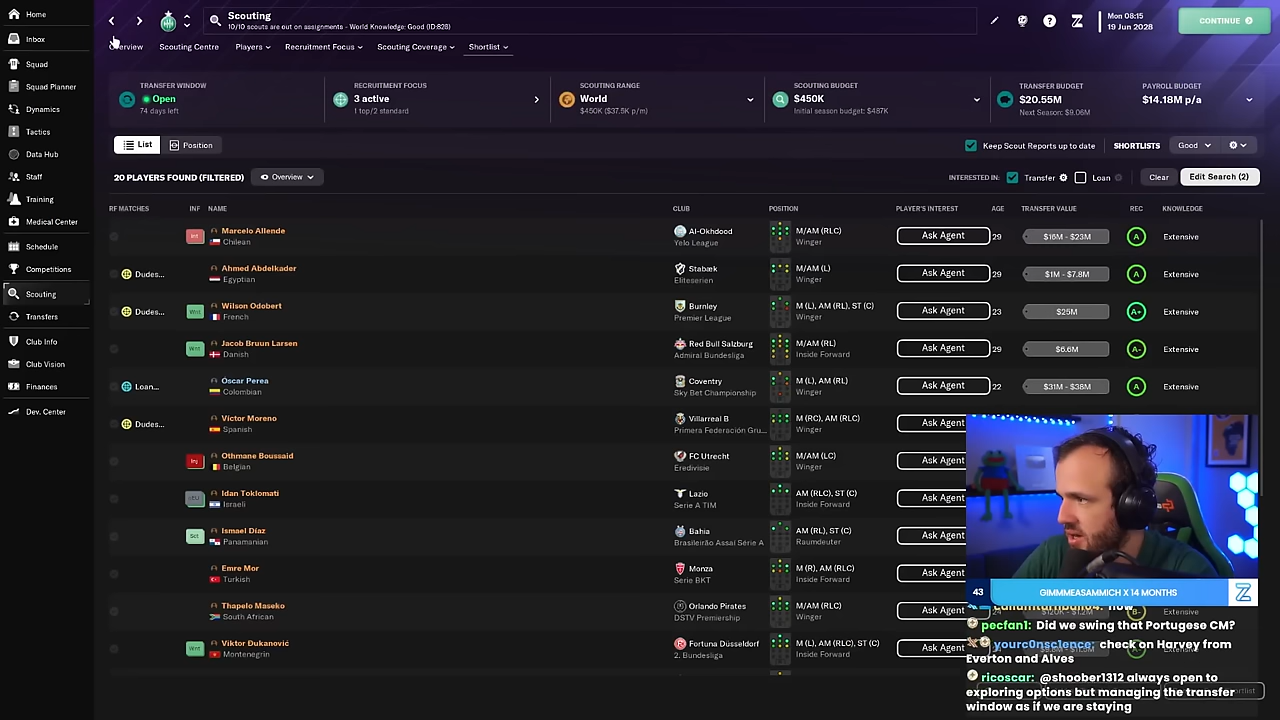 Home
Scouting
10/10 scouts are out on assignments - World Knowledge: Good (ID:828)
Mon 08:15
19 Jun 2028
CONTINUE
Inbox
Overview
Scouting Centre
Players
Recruitment Focus
Scouting Coverage
Shortlist
Squad
Squad Planner
Dynamics
Tactics
Data Hub
Staff
Training
Medical Center
Schedule
Competitions
Scouting
Transfers
Club Info
Club Vision
Finances
Dev. Center
TRANSFER WINDOW
Open
74 days left
RECRUITMENT FOCUS
3 active
1 top/2 standard
SCOUTING RANGE
World
$450K ($37.5K p/m)
SCOUTING BUDGET
$450K
Initial season budget: $487K
TRANSFER BUDGET
$20.55M
Next Season: $9.06M
PAYROLL BUDGET
$14.18M p/a
List
Position
Keep Scout Reports up to date
SHORTLISTS
Good
20 PLAYERS FOUND (FILTERED)
Overview
INTERESTED IN:
Transfer
Loan
Clear
Edit Search (2)
RF MATCHES INF NAME CLUB POSITION PLAYER'S INTEREST AGE TRANSFER VALUE REC KNOWLEDGE
Int Marcelo Allende Al-Okhdood M/AM (RLC) Ask Agent 29 $16M - $23M A Extensive
Chilean Yelo League Winger
Dudes... Ahmed Abdelkader Stabæk M/AM (L) Ask Agent 29 $1M - $7.8M A Extensive
Egyptian Eliteserien Winger
Dudes... Wnt Wilson Odobert Burnley M (L), AM (RL), ST (C) Ask Agent 23 $25M A+ Extensive
French Premier League Winger
Wnt Jacob Bruun Larsen Red Bull Salzburg M/AM (RL) Ask Agent 29 $6.6M A- Extensive
Danish Admiral Bundesliga Inside Forward
Loan... Óscar Perea Coventry M (L), AM (RL) Ask Agent 22 $31M - $38M A Extensive
Colombian Sky Bet Championship Winger
Dudes... Víctor Moreno Villarreal B M (RC), AM (RLC) Ask Agent
Spanish Primera Federación Gru... Winger
Inj Othmane Boussaid FC Utrecht M/AM (LC) Ask Agent
Belgian Eredivisie Winger
Idan Toklomati Lazio AM (RLC), ST (C) Ask Agent
Israeli Serie A TIM Inside Forward
Sct Ismael Díaz Bahia AM (RL), ST (C) Ask Agent
Panamanian Brasileirão Assaí Série A Raumdeuter
Emre Mor Monza M (R), AM (RLC) Ask Agent
Turkish Serie BKT Inside Forward
Thapelo Maseko Orlando Pirates M/AM (RLC) Ask Agent
South African DSTV Premiership Inside Forward
Wnt Viktor Đukanović Fortuna Düsseldorf M (L), AM (RLC), ST (C) Ask Agent
Montenegrin 2. Bundesliga Inside Forward
43 GIMMMEASAMMICH X 14 MONTHS
pecfan1: Did we swing that Portugese CM?
yourc0nsc1ence: check on Harvey from
Everton and Alves
ricoscar: @shoober1312 always open to
exploring options but managing the transfer
window as if we are staying